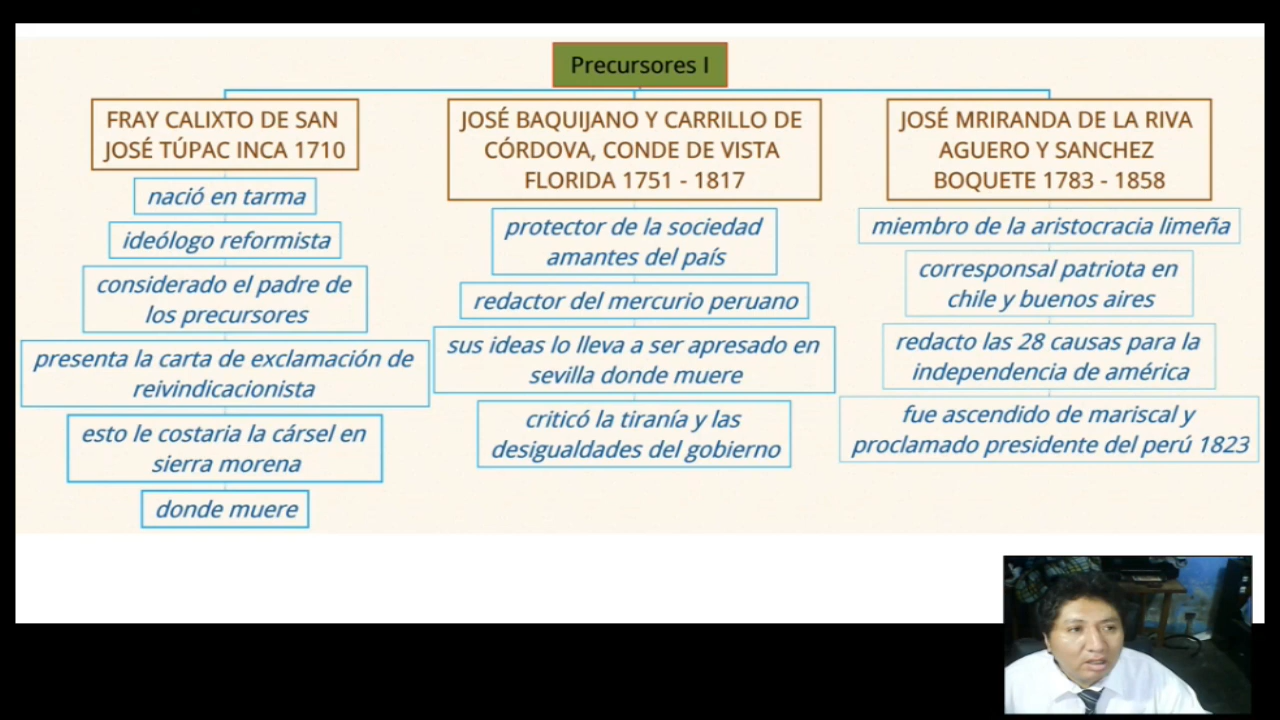 Precursores I
FRAY CALIXTO DE SAN
JOSÉ TÚPAC INCA 1710
nació en tarma
ideólogo reformista
considerado el padre de
los precursores
presenta la carta de exclamación de
reivindicacionista
esto le costaria la cársel en
sierra morena
donde muere
JOSÉ BAQUIJANO Y CARRILLO DE
CÓRDOVA, CONDE DE VISTA
FLORIDA 1751 - 1817
protector de la sociedad
amantes del país
redactor del mercurio peruano
sus ideas lo lleva a ser apresado en
sevilla donde muere
criticó la tiranía y las
desigualdades del gobierno
JOSÉ MRIRANDA DE LA RIVA
AGUERO Y SANCHEZ
BOQUETE 1783 - 1858
miembro de la aristocracia limeña
corresponsal patriota en
chile y buenos aires
redacto las 28 causas para la
independencia de américa
fue ascendido de mariscal y
proclamado presidente del perú 1823